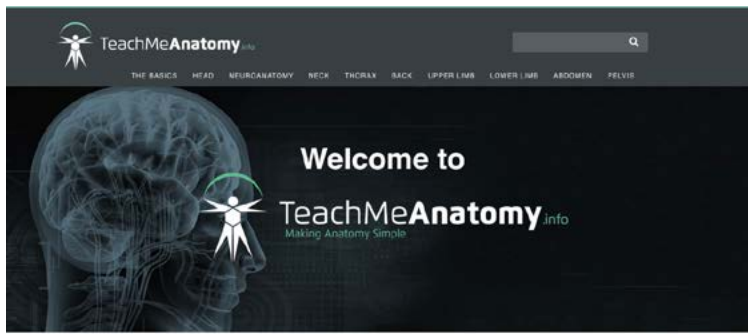 TeachMeAnatomy.info
THE BASICS HEAD NEUROANATOMY NECK THORAX BACK UPPER LIMB LOWER LIMB ABDOMEN PELVIS
Welcome to
TeachMeAnatomy.info
Making Anatomy Simple